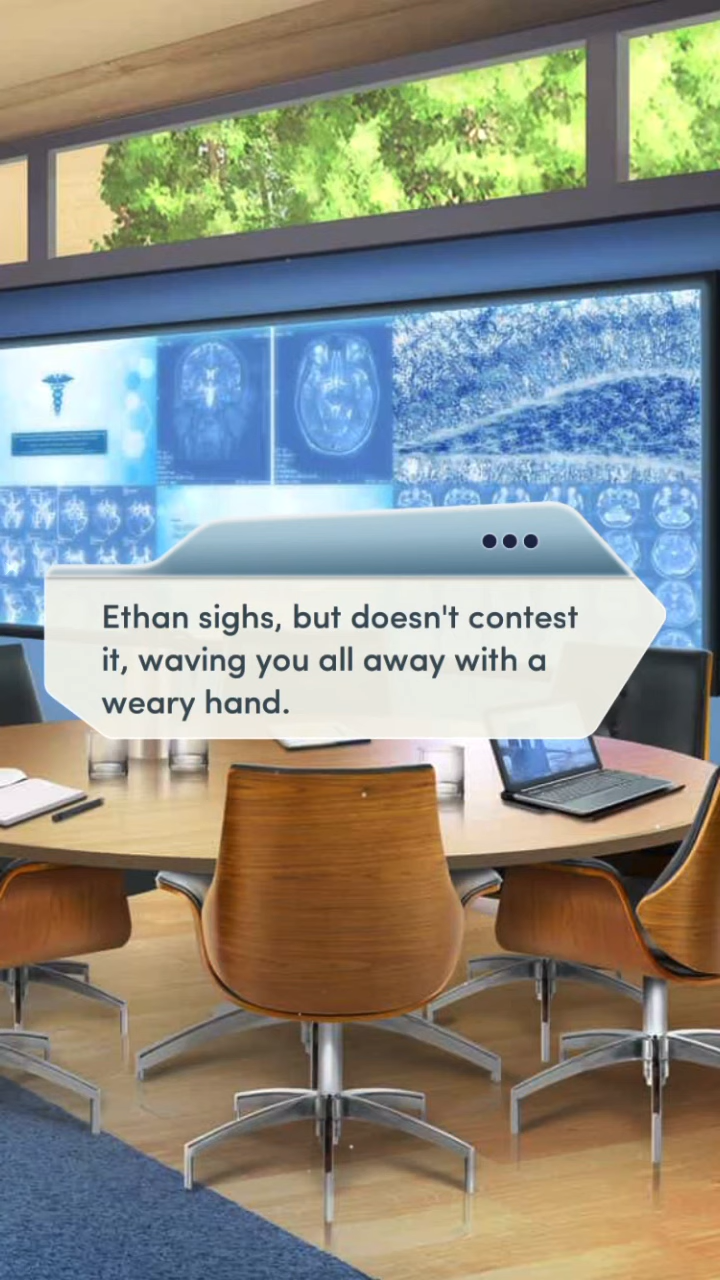 Ethan sighs, but doesn't contest
it, waving you all away with a
weary hand.